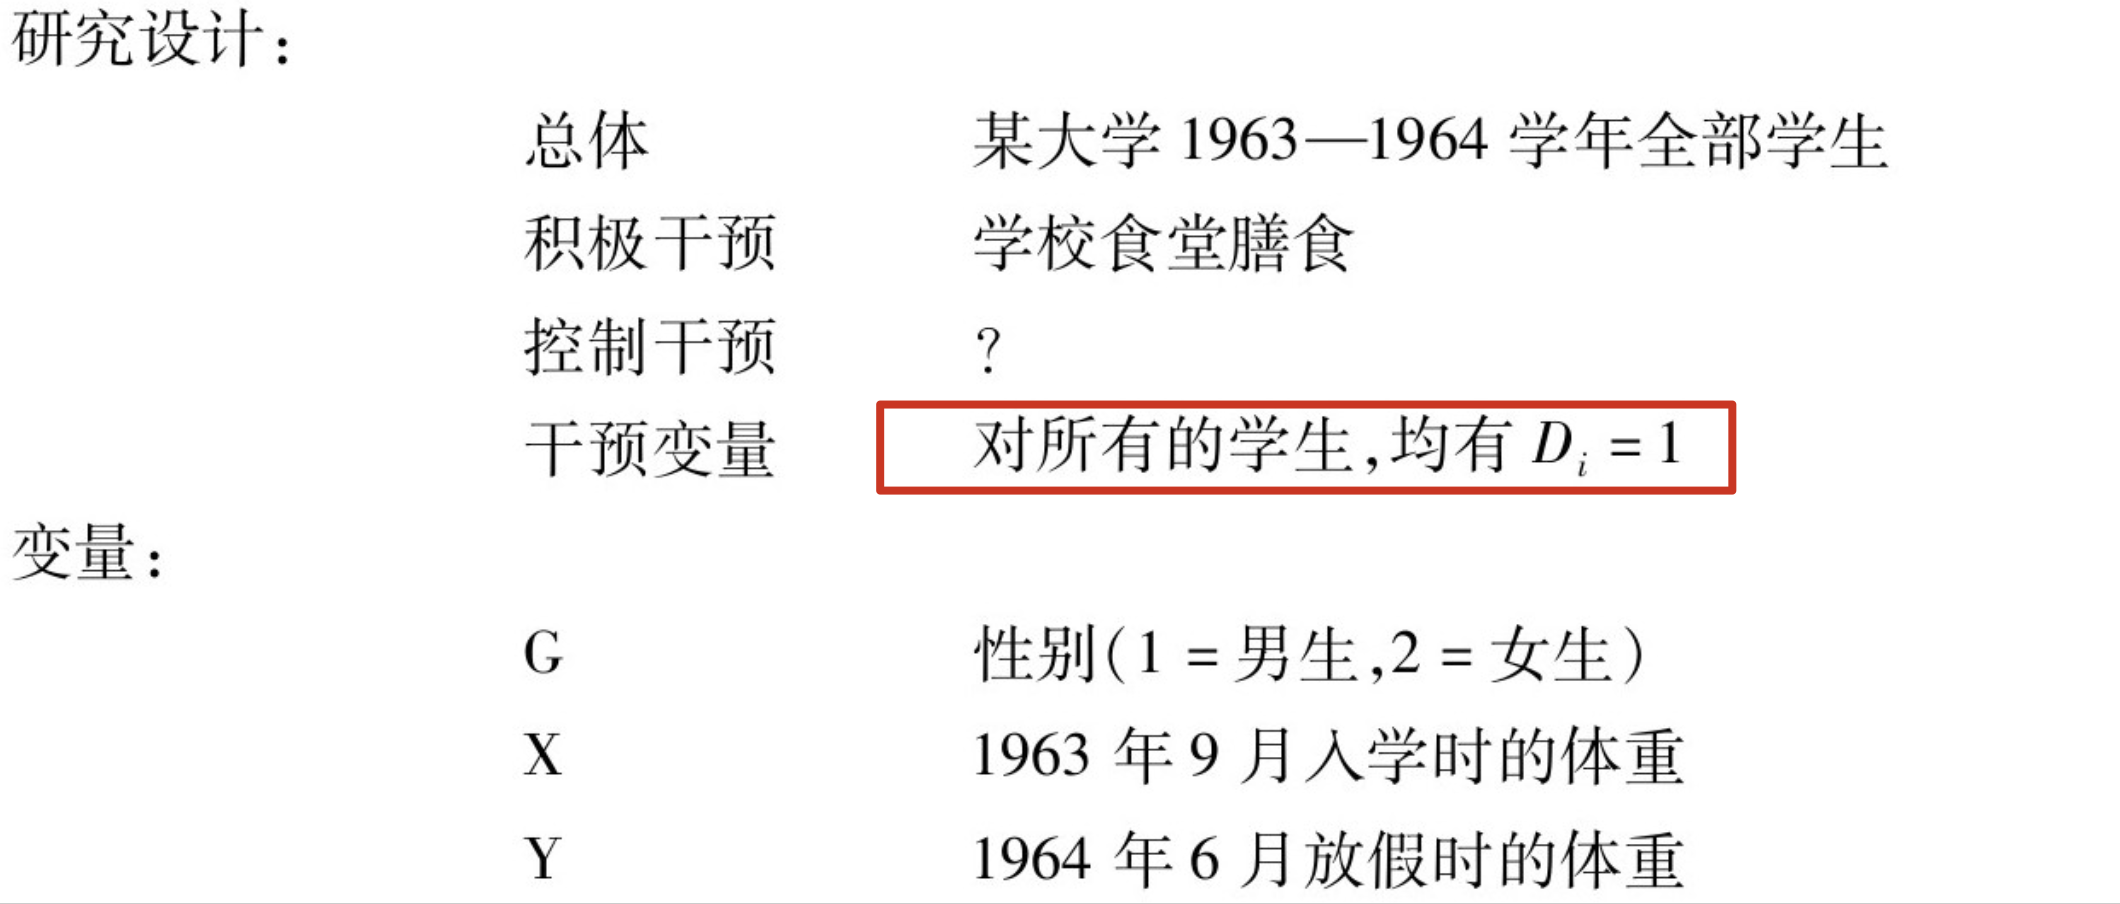 研究设计:
总体 某大学 1963—1964 学年全部学生
积极干预 学校食堂膳食
控制干预 ?
干预变量 对所有的学生,均有 Di = 1
变量:
G 性别(1 = 男生,2 = 女生)
X 1963 年 9 月入学时的体重
Y 1964 年 6 月放假时的体重